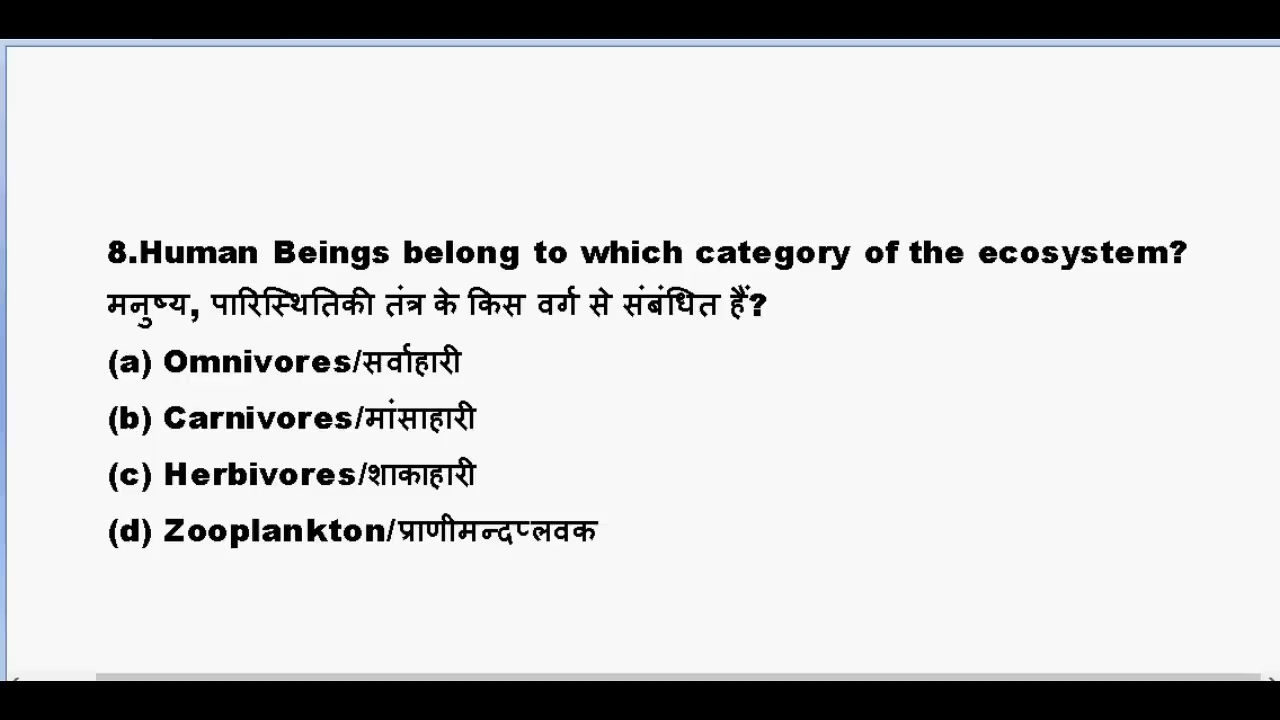 8.Human Beings belong to which category of the ecosystem?
मनुष्य, पारिस्थितिकी तंत्र के किस वर्ग से संबंधित हैं?
(a) Omnivores/सर्वाहारी
(b) Carnivores/मांसाहारी
(c) Herbivores/शाकाहारी
(d) Zooplankton/प्राणीमन्दप्लवक